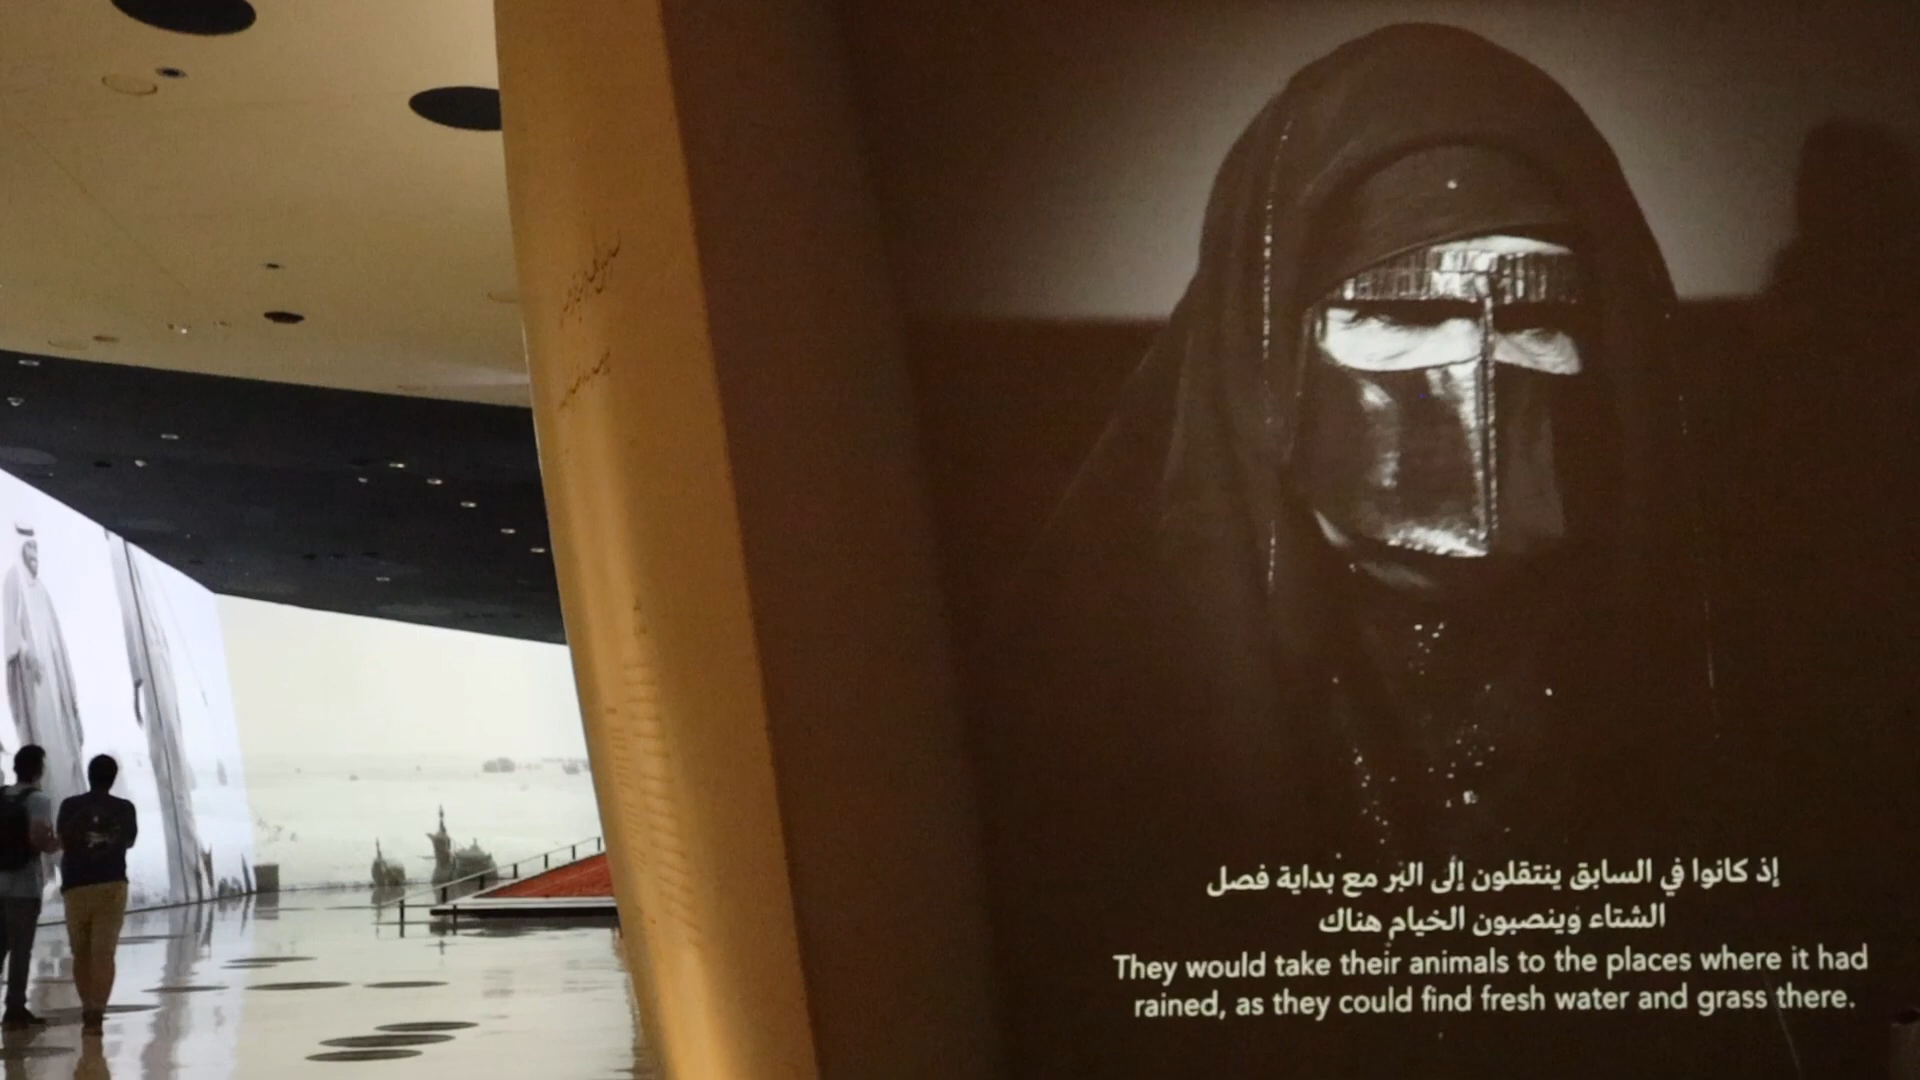 إذ كانوا في السابق ينتقلون إلى البر مع بداية فصل
الشتاء وينصبون الخيام هناك
They would take their animals to the places where it had
rained, as they could find fresh water and grass there.